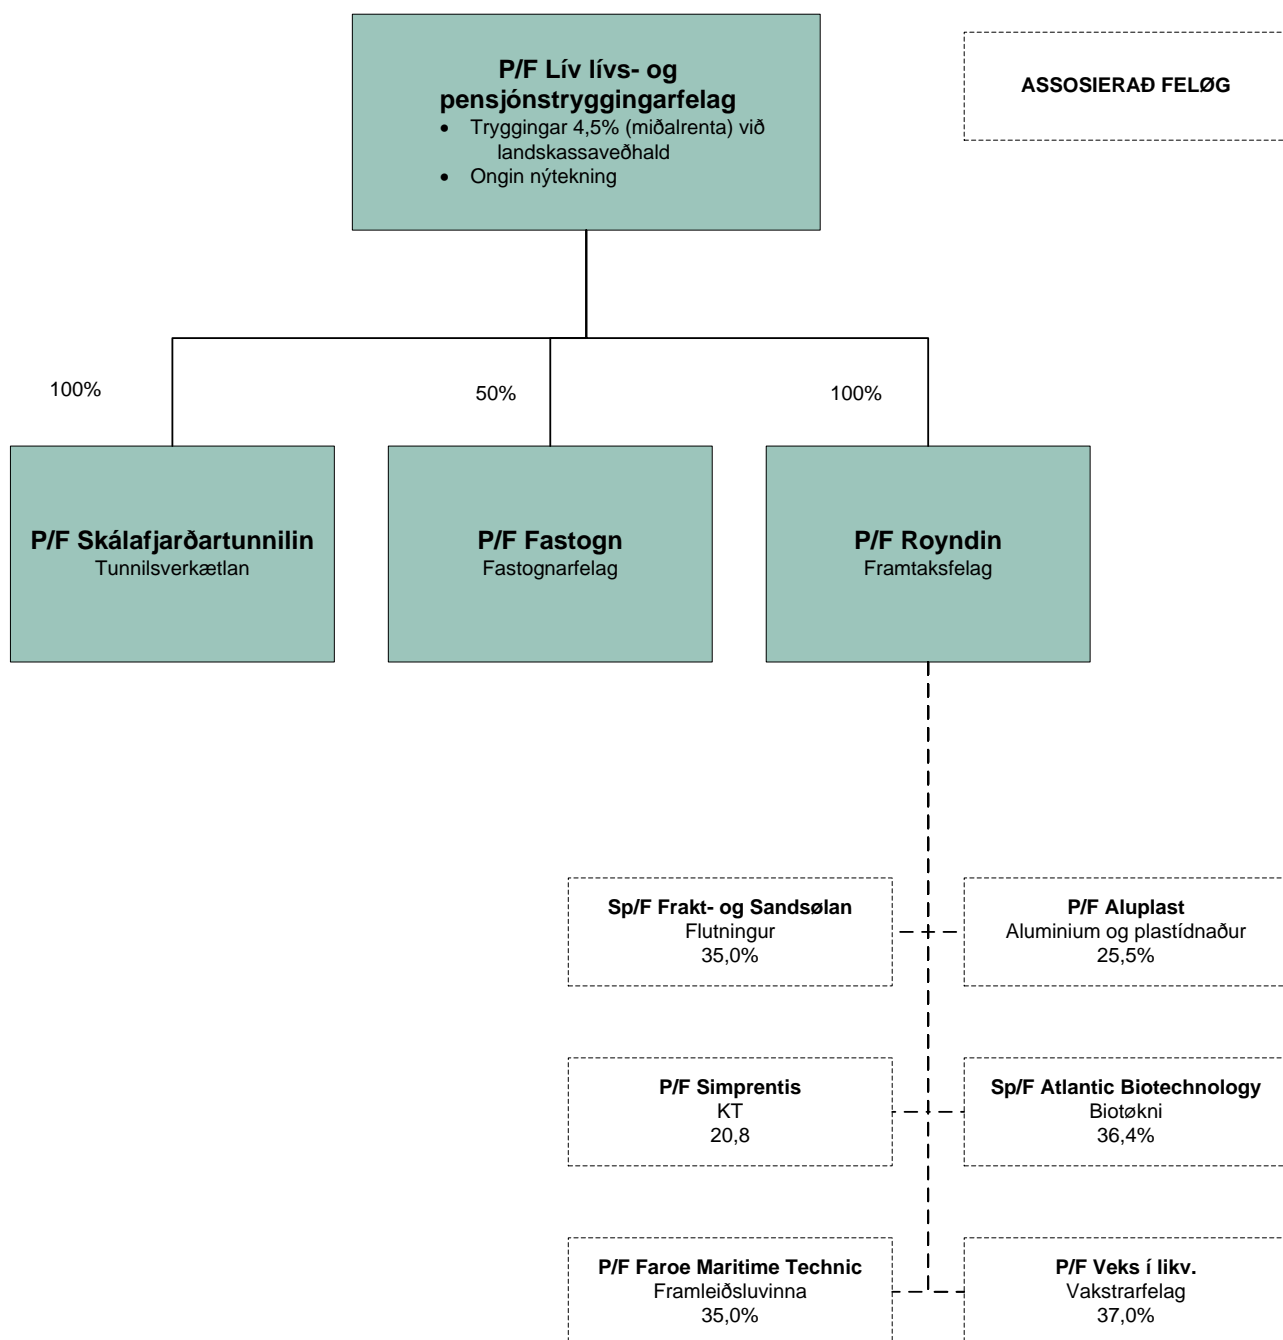 P/F Lív lívs- og
pensjónstryggingarfelag
• Tryggingar 4,5% (miðalrenta) við
landskassaveðhald
• Ongin nýtekning
ASSOSIERAÐ FELØG
100%
50%
100%
P/F Skálafjarðartunnilin
Tunnilsverkætlan
P/F Fastogn
Fastognarfelag
P/F Royndin
Framtaksfelag
Sp/F Frakt- og Sandsølan
Flutningur
35,0%
P/F Aluplast
Aluminium og plastídnaður
25,5%
P/F Simprentis
KT
20,8
Sp/F Atlantic Biotechnology
Biotøkni
36,4%
P/F Faroe Maritime Technic
Framleiðsluvinna
35,0%
P/F Veks í likv.
Vakstrarfelag
37,0%